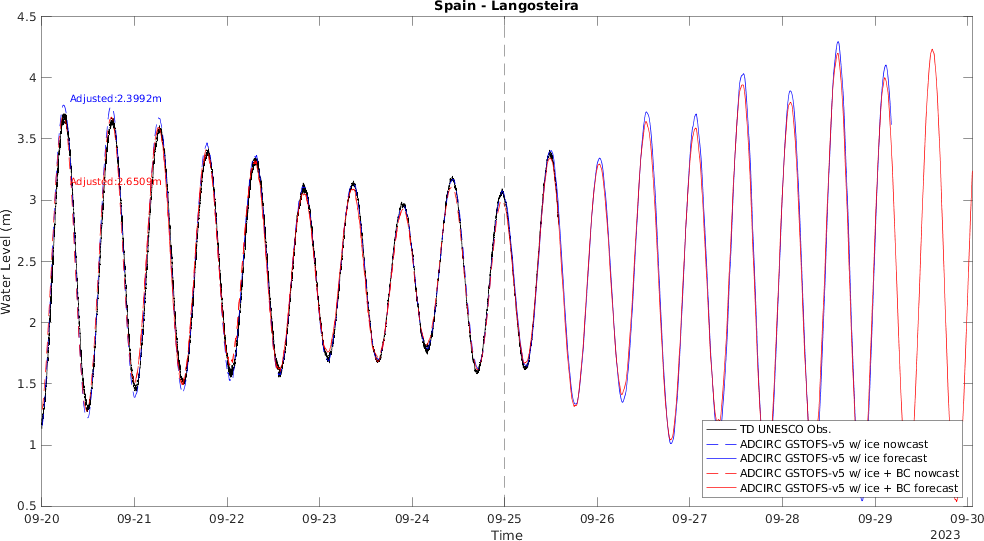 Spain - Langosteira
4.5
4
3.5
3
2.5
2
1.5
1
0.5
Water Level (m)
Adjusted:2.3992m
Adjusted:2.6509m
TD UNESCO Obs.
ADCIRC GSTOFS-v5 w/ ice nowcast
ADCIRC GSTOFS-v5 w/ ice forecast
ADCIRC GSTOFS-v5 w/ ice + BC nowcast
ADCIRC GSTOFS-v5 w/ ice + BC forecast
09-20 09-21 09-22 09-23 09-24 09-25 09-26 09-27 09-28 09-29 09-30
Time
2023